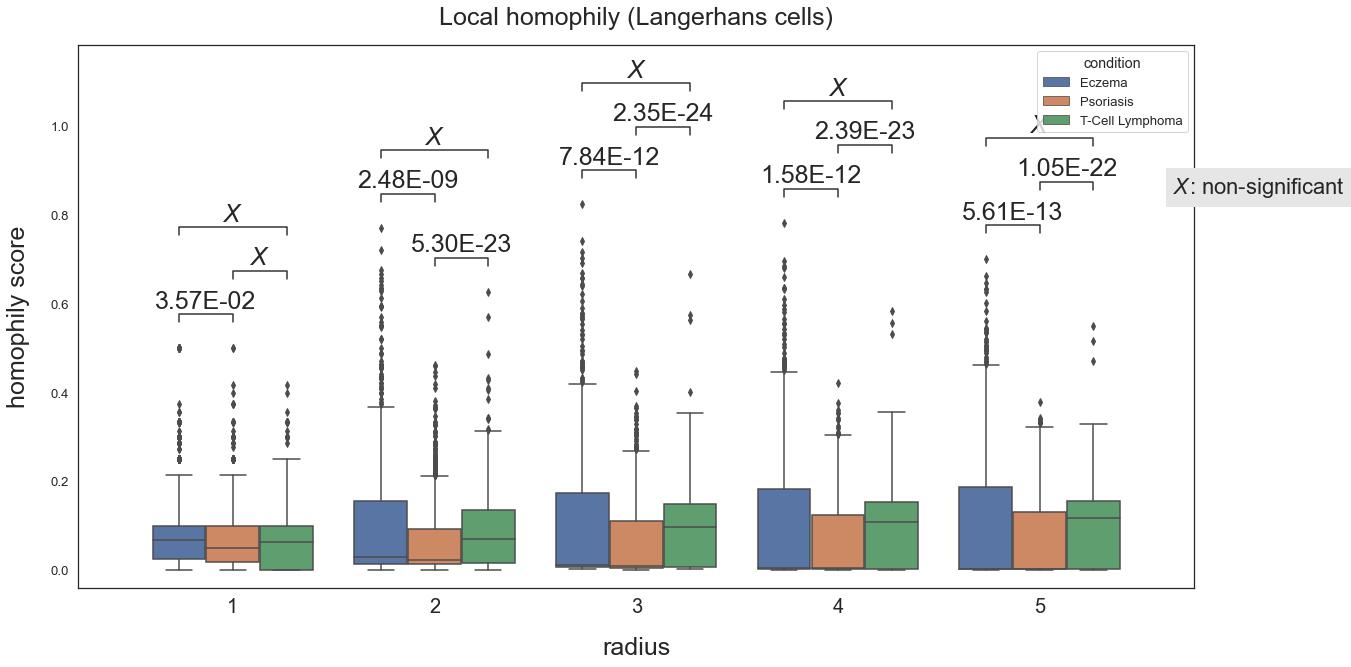 Local homophily (Langerhans cells)
condition
Eczema
Psoriasis
T-Cell Lymphoma
X
2.35E-24
7.84E-12
X
2.39E-23
1.58E-12
X
1.05E-22
5.61E-13
X
2.48E-09
5.30E-23
X
X
3.57E-02
X: non-significant
homophily score
1.0
0.8
0.6
0.4
0.2
0.0
1 2 3 4 5
radius